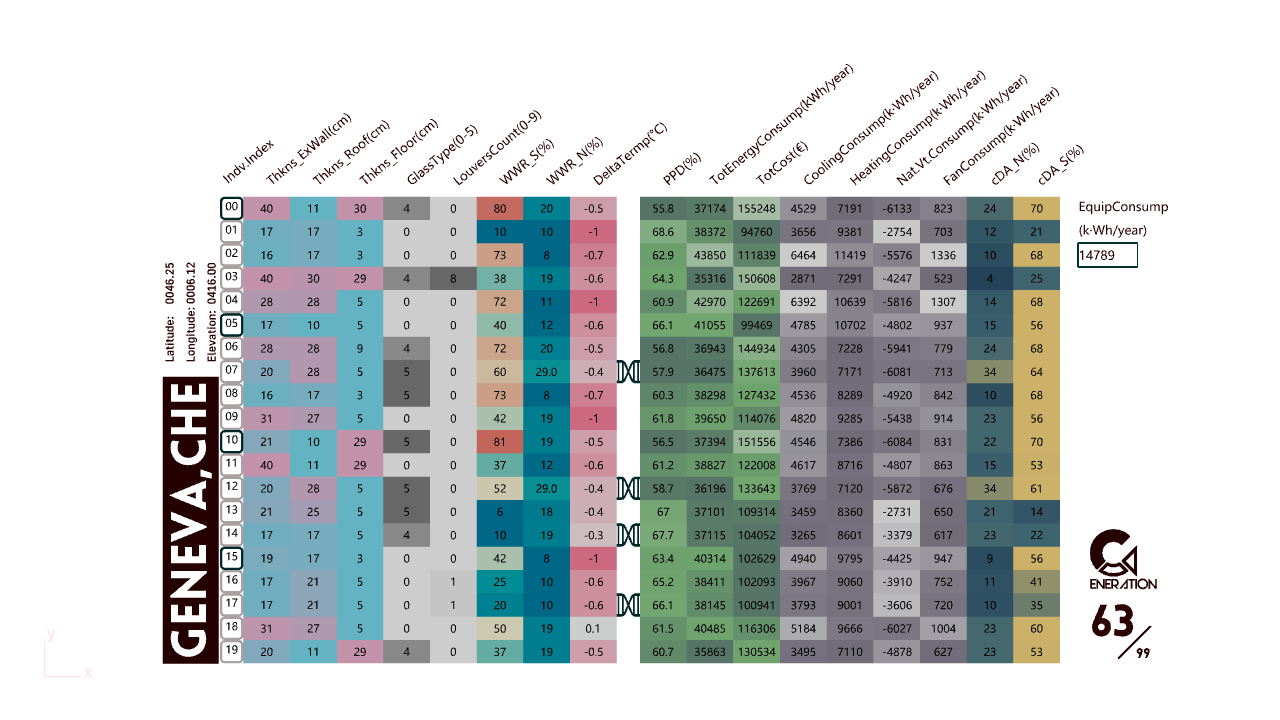 Indv.Index Thkns_ExWall(cm) Thkns_Roof(cm) Thkns_Floor(cm) GlassType(0-5) LouversCount(0-9) WWR_S(%) WWR_N(%) DeltaTermp(°C) PPD(%) TotEnergyConsump(kWh/year) TotCost(€) CoolingConsump(k·Wh/year) HeatingConsump(k·Wh/year) Nat.Vt.Consump(k·Wh/year) FanConsump(k·Wh/year) cDA_N(%) cDA_S(%)
00 40 11 30 4 0 80 20 -0.5 55.8 37174 155248 4529 7191 -6133 823 24 70
01 17 17 3 0 0 10 10 -1 68.6 38372 94760 3656 9381 -2754 703 12 21
02 16 17 3 0 0 73 8 -0.7 62.9 43850 111839 6464 11419 -5576 1336 10 68
03 40 30 29 4 8 38 19 -0.6 64.3 35316 150608 2871 7291 -4247 523 4 25
04 28 28 5 0 0 72 11 -1 60.9 42970 122691 6392 10639 -5816 1307 14 68
05 17 10 5 0 0 40 12 -0.6 66.1 41055 99469 4785 10702 -4802 937 15 56
06 28 28 9 4 0 72 20 -0.5 56.8 36943 144934 4305 7228 -5941 779 24 68
07 20 28 5 5 0 60 29.0 -0.4 57.9 36475 137613 3960 7171 -6081 713 34 64
08 16 17 3 5 0 73 8 -0.7 60.3 38298 127432 4536 8289 -4920 842 10 68
09 31 27 5 0 0 42 19 -1 61.8 39650 114076 4820 9285 -5438 914 23 56
10 21 10 29 5 0 81 19 -0.5 56.5 37394 151556 4546 7386 -6084 831 22 70
11 40 11 29 0 0 37 12 -0.6 61.2 38827 122008 4617 8716 -4807 863 15 53
12 20 28 5 5 0 52 29.0 -0.4 58.7 36196 133643 3769 7120 -5872 676 34 61
13 21 25 5 5 0 6 18 -0.4 67 37101 109314 3459 8360 -2731 650 21 14
14 17 17 5 4 0 10 19 -0.3 67.7 37115 104052 3265 8601 -3379 617 23 22
15 19 17 3 0 0 42 8 -1 63.4 40314 102629 4940 9795 -4425 947 9 56
16 17 21 5 0 1 25 10 -0.6 65.2 38411 102093 3967 9060 -3910 752 11 41
17 17 21 5 0 1 20 10 -0.6 66.1 38145 100941 3793 9001 -3606 720 10 35
18 31 27 5 0 0 50 19 0.1 61.5 40485 116306 5184 9666 -6027 1004 23 60
19 20 11 29 4 0 37 19 -0.5 60.7 35863 130534 3495 7110 -4878 627 23 53
Latitude: 0046.25
Longitude: 0006.12
Elevation: 0416.00
GENEVA,CHE
EquipConsump
(k·Wh/year)
14789
ENERATION
63/99
y
x